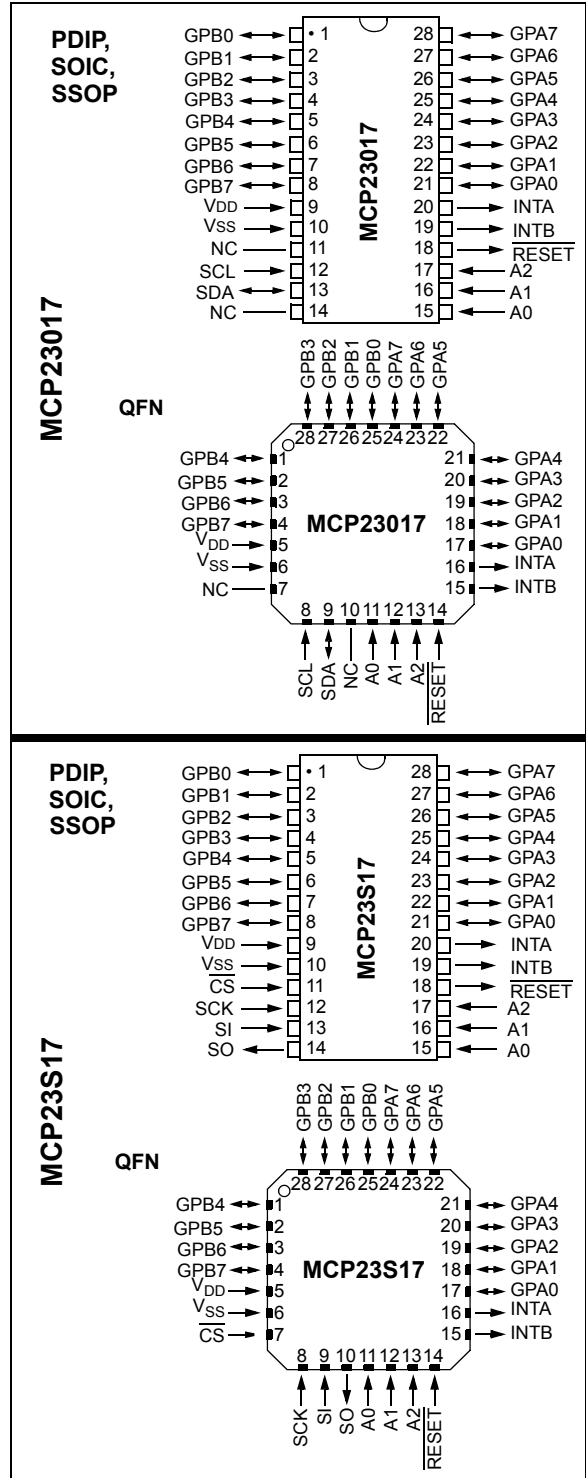 PDIP,
SOIC,
SSOP
MCP23017
GPB0 1 28 GPA7
GPB1 2 27 GPA6
GPB2 3 26 GPA5
GPB3 4 25 GPA4
GPB4 5 24 GPA3
GPB5 6 23 GPA2
GPB6 7 22 GPA1
GPB7 8 21 GPA0
VDD 9 20 INTA
VSS 10 19 INTB
NC 11 18 RESET
SCL 12 17 A2
SDA 13 16 A1
NC 14 15 A0
MCP23017
QFN
GPB3 GPB2 GPB1 GPB0 GPA7 GPA6 GPA5
28 27 26 25 24 23 22
GPB4 1 21 GPA4
GPB5 2 20 GPA3
GPB6 3 19 GPA2
GPB7 4 18 GPA1
VDD 5 17 GPA0
VSS 6 16 INTA
NC 7 15 INTB
MCP23017
8 9 10 11 12 13 14
SCL SDA NC A0 A1 A2 RESET
PDIP,
SOIC,
SSOP
MCP23S17
GPB0 1 28 GPA7
GPB1 2 27 GPA6
GPB2 3 26 GPA5
GPB3 4 25 GPA4
GPB4 5 24 GPA3
GPB5 6 23 GPA2
GPB6 7 22 GPA1
GPB7 8 21 GPA0
VDD 9 20 INTA
VSS 10 19 INTB
CS 11 18 RESET
SCK 12 17 A2
SI 13 16 A1
SO 14 15 A0
MCP23S17
QFN
GPB3 GPB2 GPB1 GPB0 GPA7 GPA6 GPA5
28 27 26 25 24 23 22
GPB4 1 21 GPA4
GPB5 2 20 GPA3
GPB6 3 19 GPA2
GPB7 4 18 GPA1
VDD 5 17 GPA0
VSS 6 16 INTA
CS 7 15 INTB
MCP23S17
8 9 10 11 12 13 14
SCK SI SO A0 A1 A2 RESET